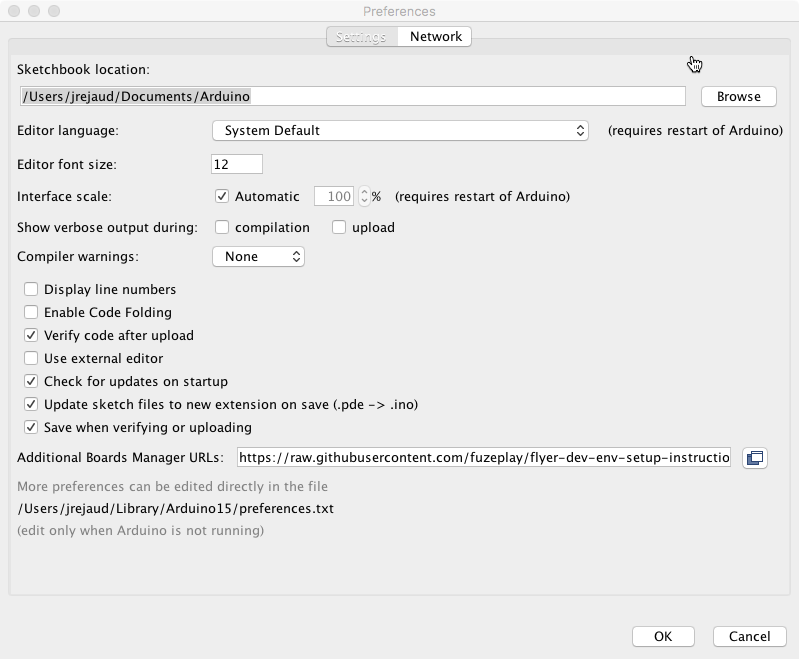 Preferences
Settings Network
Sketchbook location:
/Users/jrejaud/Documents/Arduino Browse
Editor language: System Default (requires restart of Arduino)
Editor font size: 12
Interface scale: Automatic 100 % (requires restart of Arduino)
Show verbose output during: compilation upload
Compiler warnings: None
Display line numbers
Enable Code Folding
Verify code after upload
Use external editor
Check for updates on startup
Update sketch files to new extension on save (.pde -> .ino)
Save when verifying or uploading
Additional Boards Manager URLs: https://raw.githubusercontent.com/fuzeplay/flyer-dev-env-setup-instructio
More preferences can be edited directly in the file
/Users/jrejaud/Library/Arduino15/preferences.txt
(edit only when Arduino is not running)
OK Cancel